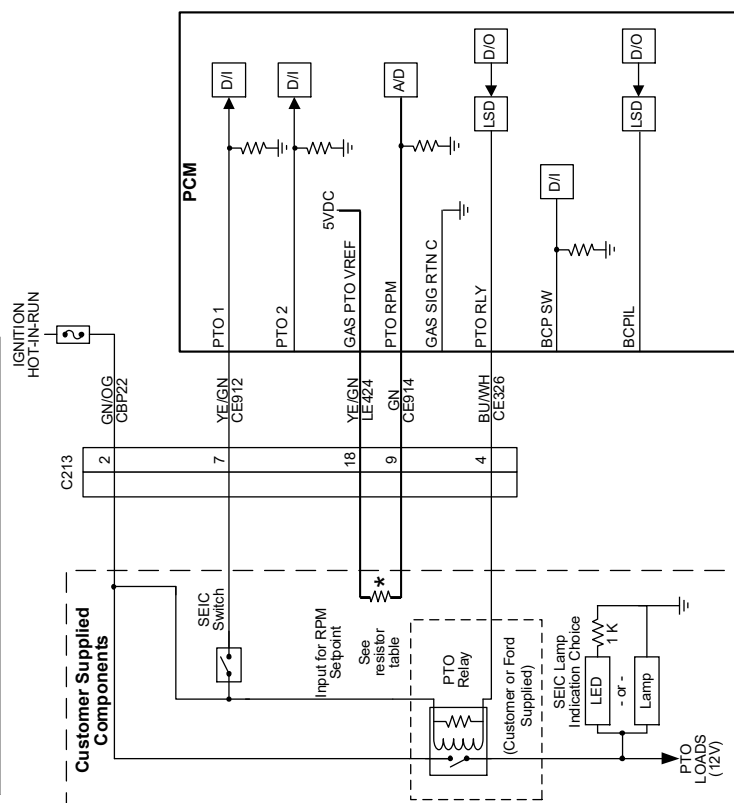 IGNITION
HOT-IN-RUN
PCM
D/I
D/I
A/D
D/O
LSD
D/I
D/O
LSD
5VDC
PTO 1
PTO 2
GAS PTO VREF
PTO RPM
GAS SIG RTN C
PTO RLY
BCP SW
BCPIL
GN/OG
CBP22
YE/GN
CE912
YE/GN
LE424
GN
CE914
BU/WH
CE326
C213
2
7
18
9
4
Customer Supplied
Components
SEIC
Switch
Input for RPM
Setpoint
*
See
resistor
table
PTO
Relay
(Customer or Ford
Supplied)
SEIC Lamp
Indication Choice
LED
1 K
- or -
Lamp
PTO
LOADS
(12V)